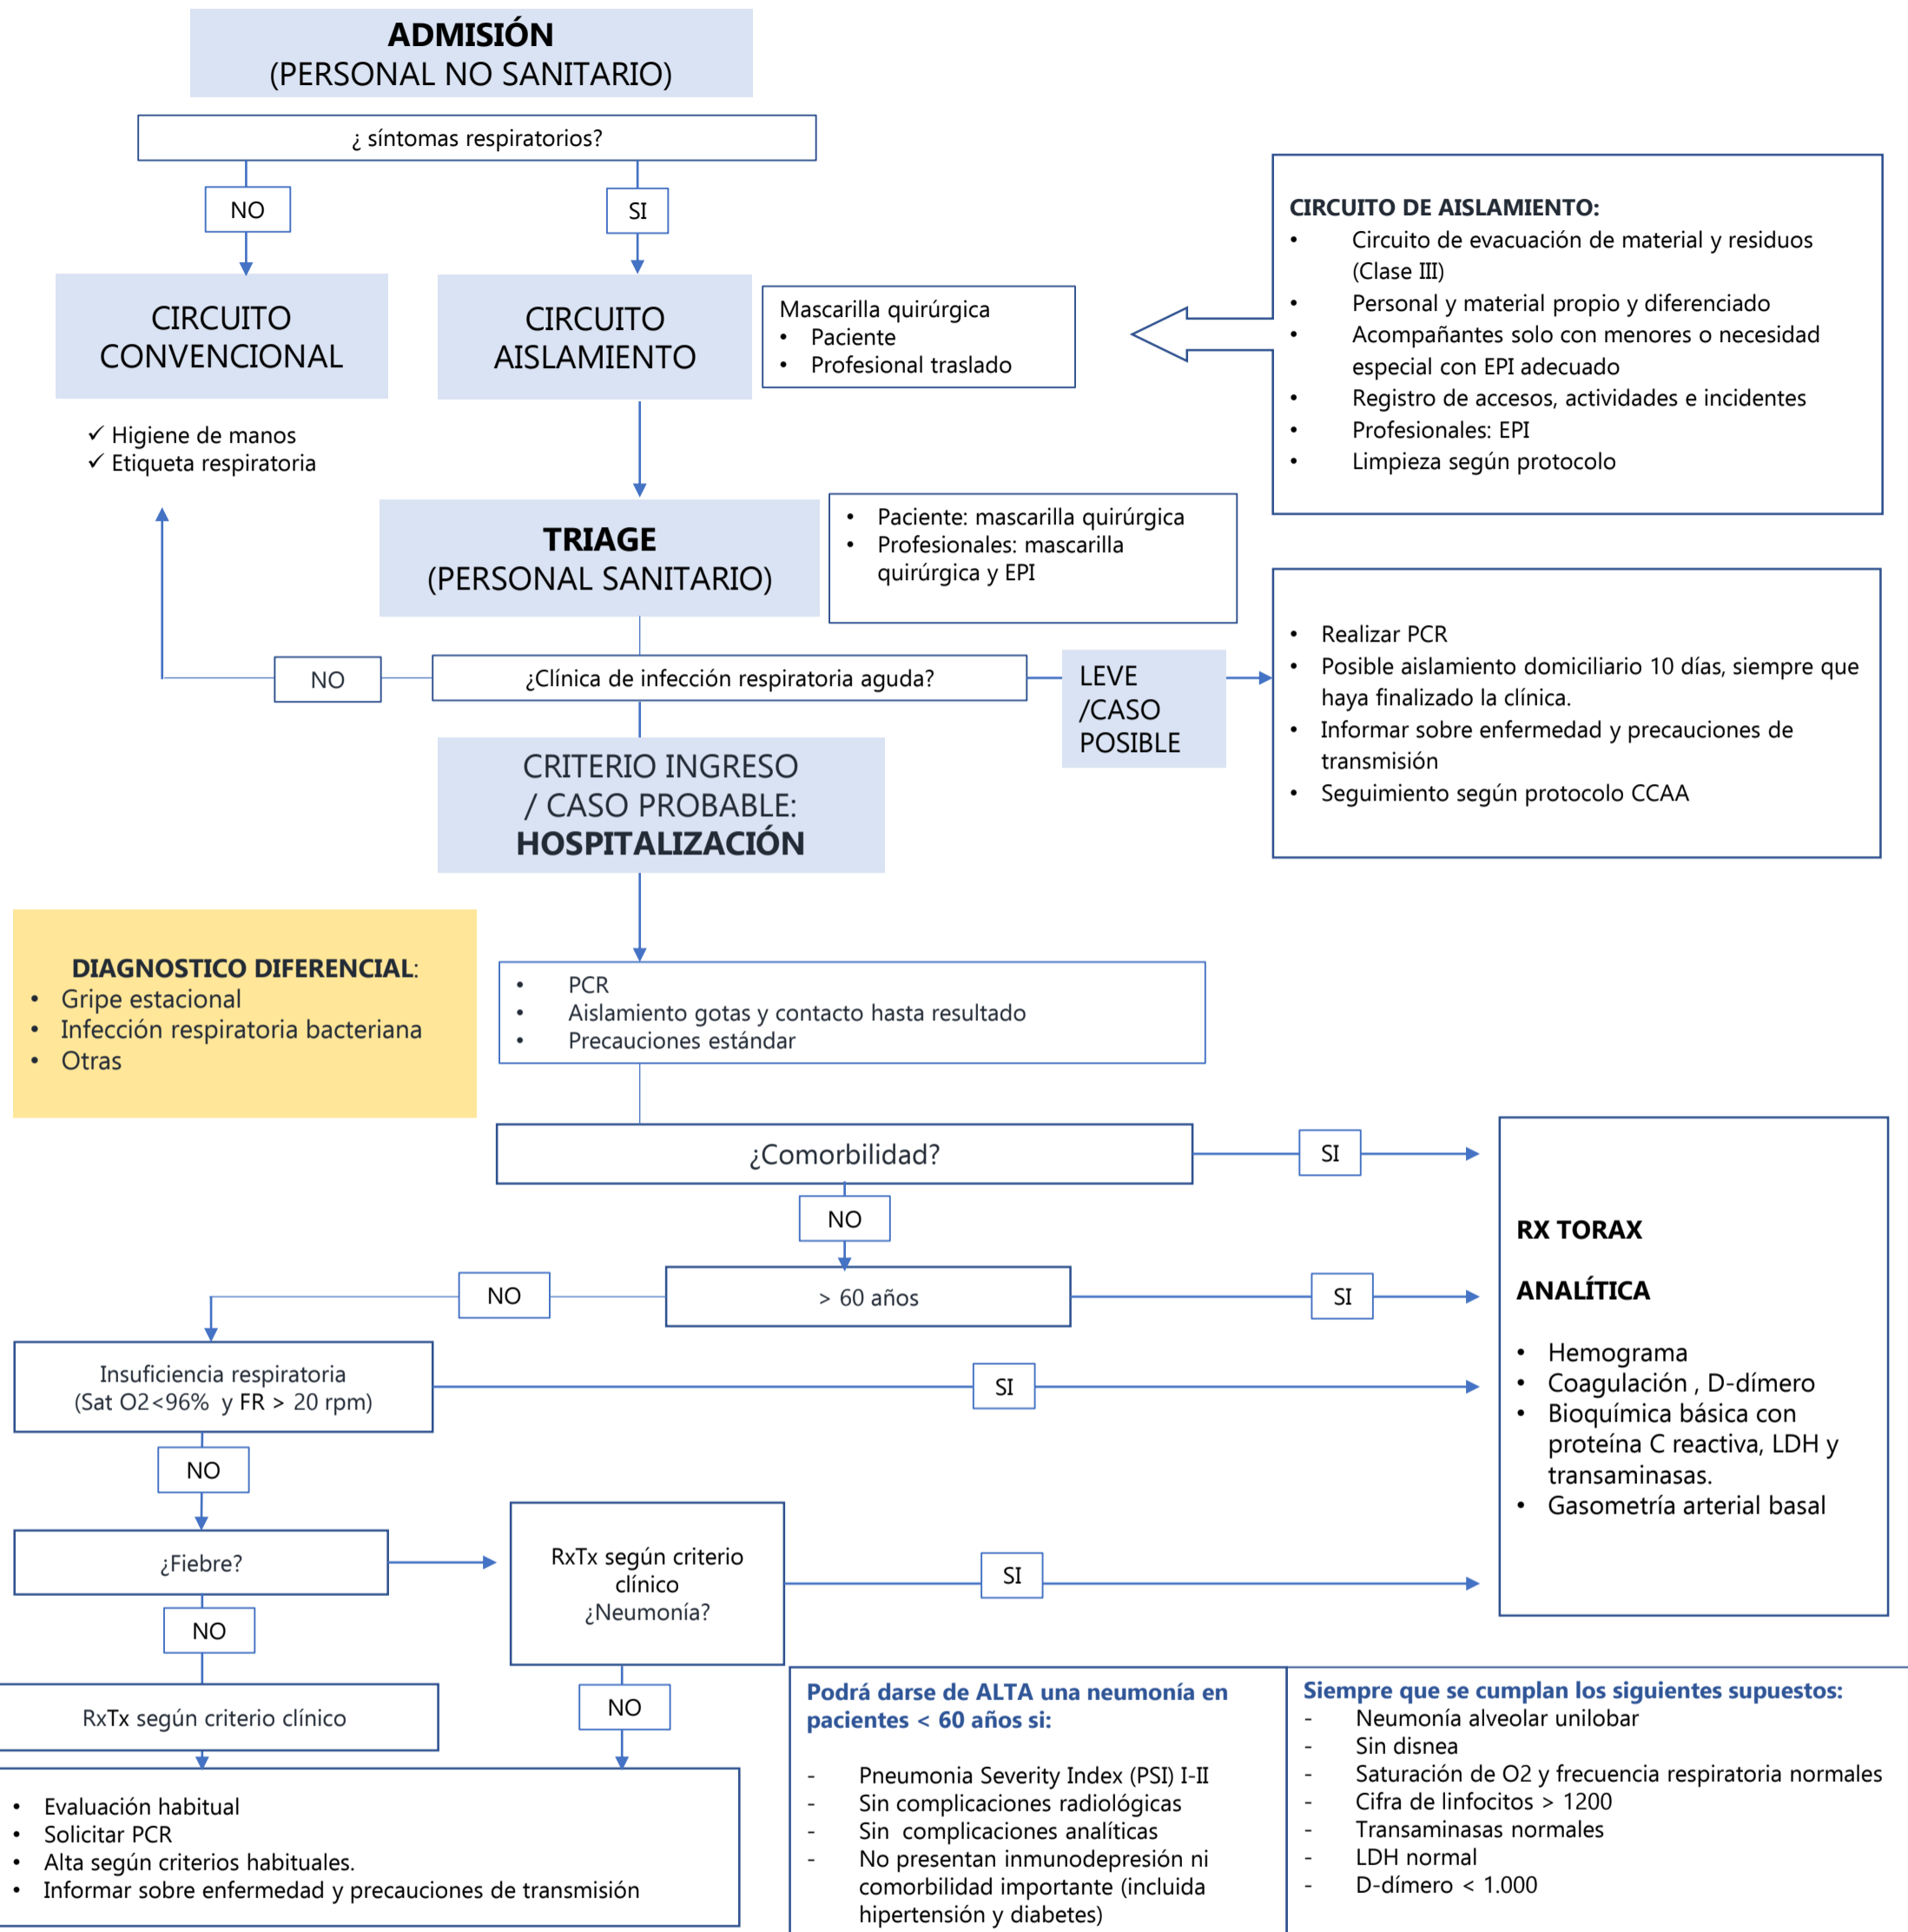 ADMISIÓN
(PERSONAL NO SANITARIO)
¿ síntomas respiratorios?
NO
SI
CIRCUITO
CONVENCIONAL
CIRCUITO
AISLAMIENTO
Mascarilla quirúrgica
• Paciente
• Profesional traslado
CIRCUITO DE AISLAMIENTO:
• Circuito de evacuación de material y residuos
(Clase III)
• Personal y material propio y diferenciado
• Acompañantes solo con menores o necesidad
especial con EPI adecuado
• Registro de accesos, actividades e incidentes
• Profesionales: EPI
• Limpieza según protocolo
✓ Higiene de manos
✓ Etiqueta respiratoria
TRIAGE
(PERSONAL SANITARIO)
• Paciente: mascarilla quirúrgica
• Profesionales: mascarilla
quirúrgica y EPI
NO
¿Clínica de infección respiratoria aguda?
LEVE
/CASO
POSIBLE
• Realizar PCR
• Posible aislamiento domiciliario 10 días, siempre que
haya finalizado la clínica.
• Informar sobre enfermedad y precauciones de
transmisión
• Seguimiento según protocolo CCAA
CRITERIO INGRESO
/ CASO PROBABLE:
HOSPITALIZACIÓN
DIAGNOSTICO DIFERENCIAL:
• Gripe estacional
• Infección respiratoria bacteriana
• Otras
• PCR
• Aislamiento gotas y contacto hasta resultado
• Precauciones estándar
¿Comorbilidad?
SI
NO
> 60 años
NO
SI
Insuficiencia respiratoria
(Sat O2<96% y FR > 20 rpm)
SI
NO
RX TORAX
ANALÍTICA
• Hemograma
• Coagulación , D-dímero
• Bioquímica básica con
proteína C reactiva, LDH y
transaminasas.
• Gasometría arterial basal
¿Fiebre?
RxTx según criterio
clínico
¿Neumonía?
SI
NO
NO
RxTx según criterio clínico
• Evaluación habitual
• Solicitar PCR
• Alta según criterios habituales.
• Informar sobre enfermedad y precauciones de transmisión
Podrá darse de ALTA una neumonía en
pacientes < 60 años si:
- Pneumonia Severity Index (PSI) I-II
- Sin complicaciones radiológicas
- Sin complicaciones analíticas
- No presentan inmunodepresión ni
comorbilidad importante (incluida
hipertensión y diabetes)
Siempre que se cumplan los siguientes supuestos:
- Neumonía alveolar unilobar
- Sin disnea
- Saturación de O2 y frecuencia respiratoria normales
- Cifra de linfocitos > 1200
- Transaminasas normales
- LDH normal
- D-dímero < 1.000